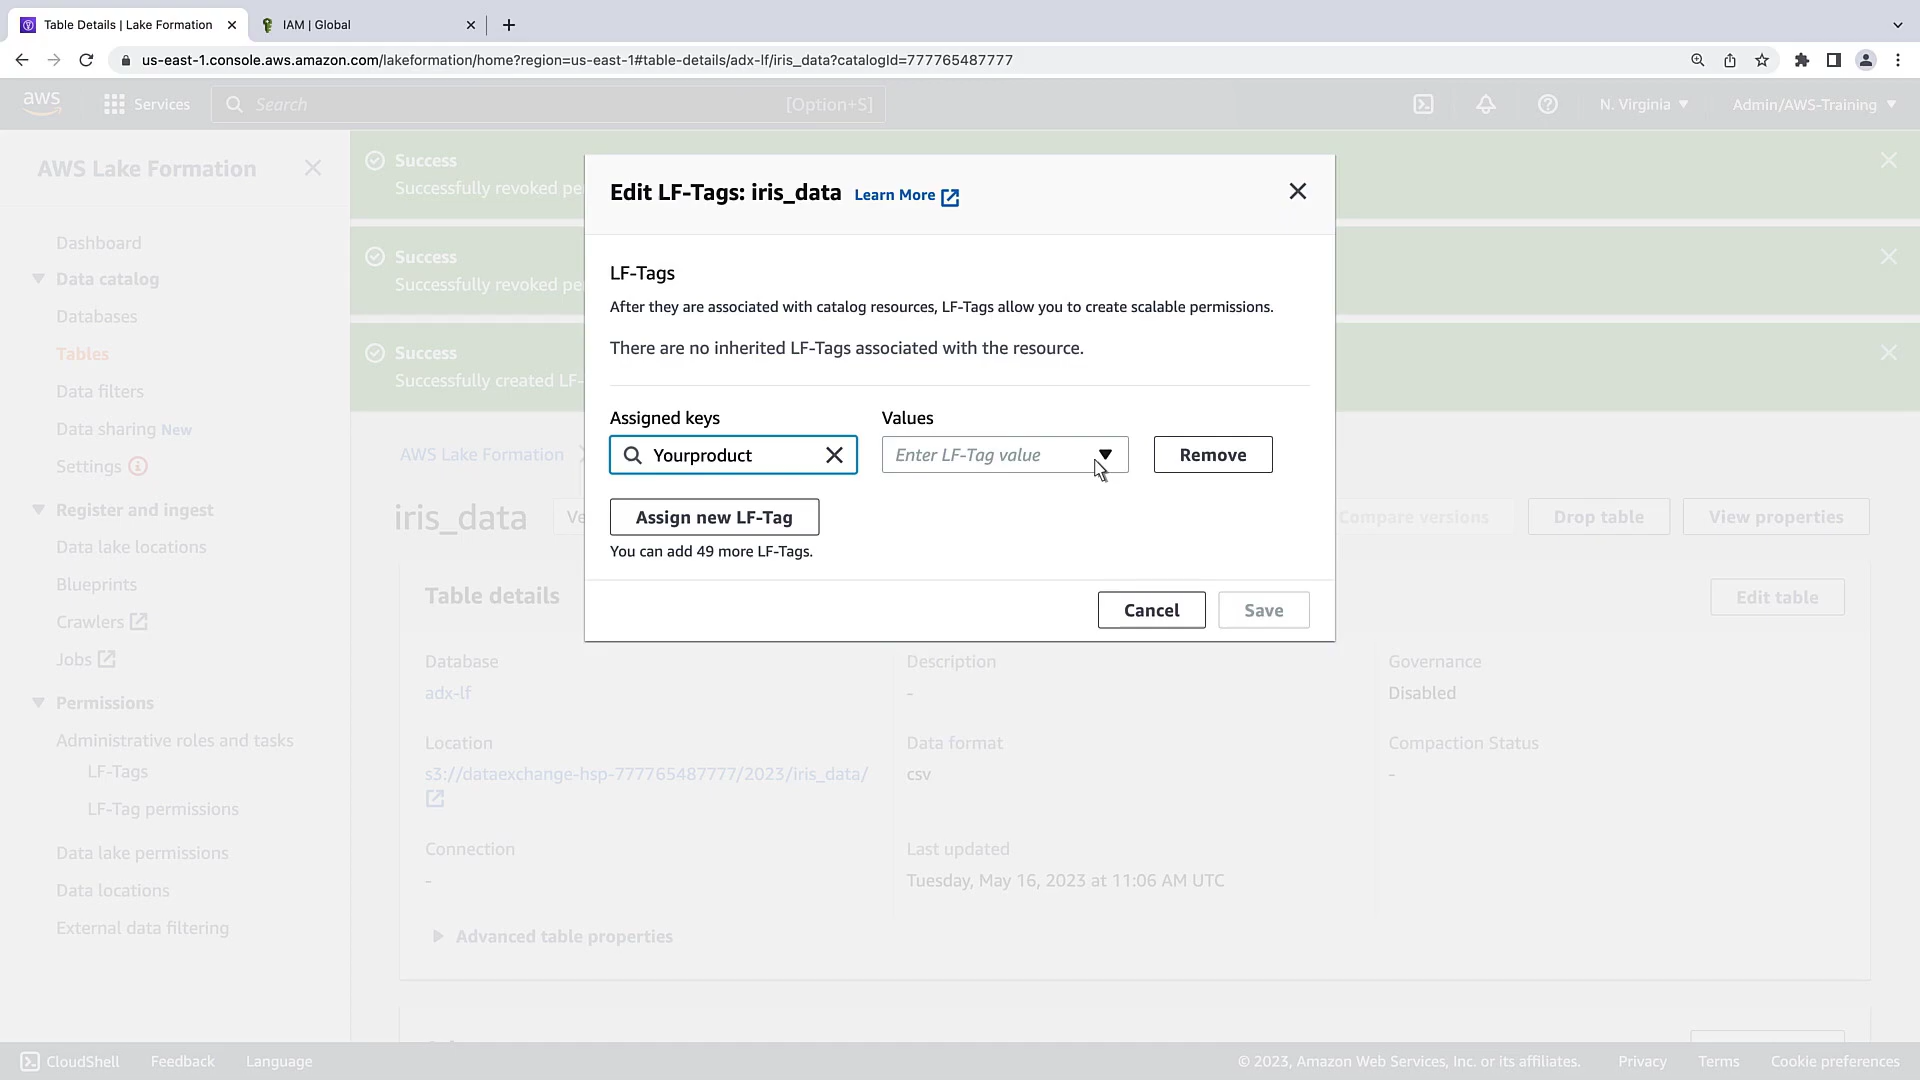 Table Details | Lake Formation
IAM | Global
us-east-1.console.aws.amazon.com/lakeformation/home?region=us-east-1#table-details/adx-lf/iris_data?catalogId=777765487777
aws
Services
Search
[Option+S]
N. Virginia
Admin/AWS-Training
AWS Lake Formation
Dashboard
Data catalog
Databases
Tables
Data filters
Data sharing New
Settings
Register and ingest
Data lake locations
Blueprints
Crawlers
Jobs
Permissions
Administrative roles and tasks
LF-Tags
LF-Tag permissions
Data lake permissions
Data locations
External data filtering
Success
Successfully revoked pe
Success
Successfully revoked pe
Success
Successfully created LF-
AWS Lake Formation
iris_data
Ve
Compare versions
Drop table
View properties
Edit LF-Tags: iris_data
Learn More
LF-Tags
After they are associated with catalog resources, LF-Tags allow you to create scalable permissions.
There are no inherited LF-Tags associated with the resource.
Assigned keys
Values
Yourproduct
Enter LF-Tag value
Remove
Assign new LF-Tag
You can add 49 more LF-Tags.
Cancel
Save
Table details
Edit table
Database
adx-lf
Description
-
Governance
Disabled
Location
s3://dataexchange-hsp-777765487777/2023/iris_data/
Data format
csv
Compaction Status
-
Connection
-
Last updated
Tuesday, May 16, 2023 at 11:06 AM UTC
Advanced table properties
CloudShell
Feedback
Language
© 2023, Amazon Web Services, Inc. or its affiliates.
Privacy
Terms
Cookie preferences